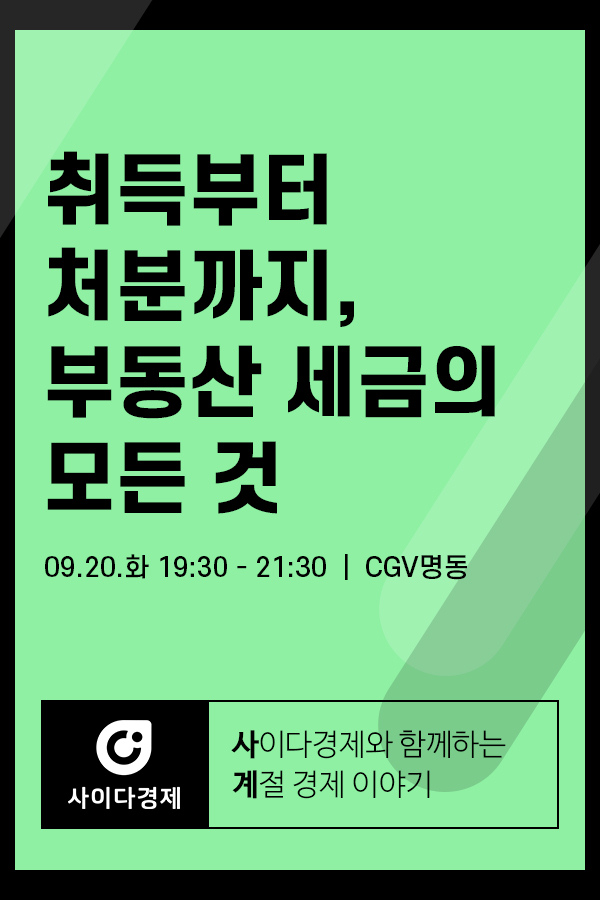 취득부터
처분까지,
부동산 세금의
모든 것
09.20.화 19:30 - 21:30 | CGV명동
사이다경제
사이다경제와 함께하는
계절 경제 이야기